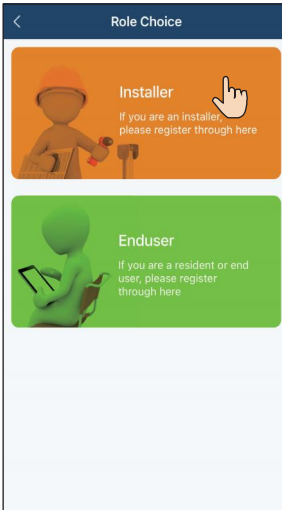 Role Choice
Installer
If you are an installer,
please register through here
Enduser
If you are a resident or end
user, please register
through here